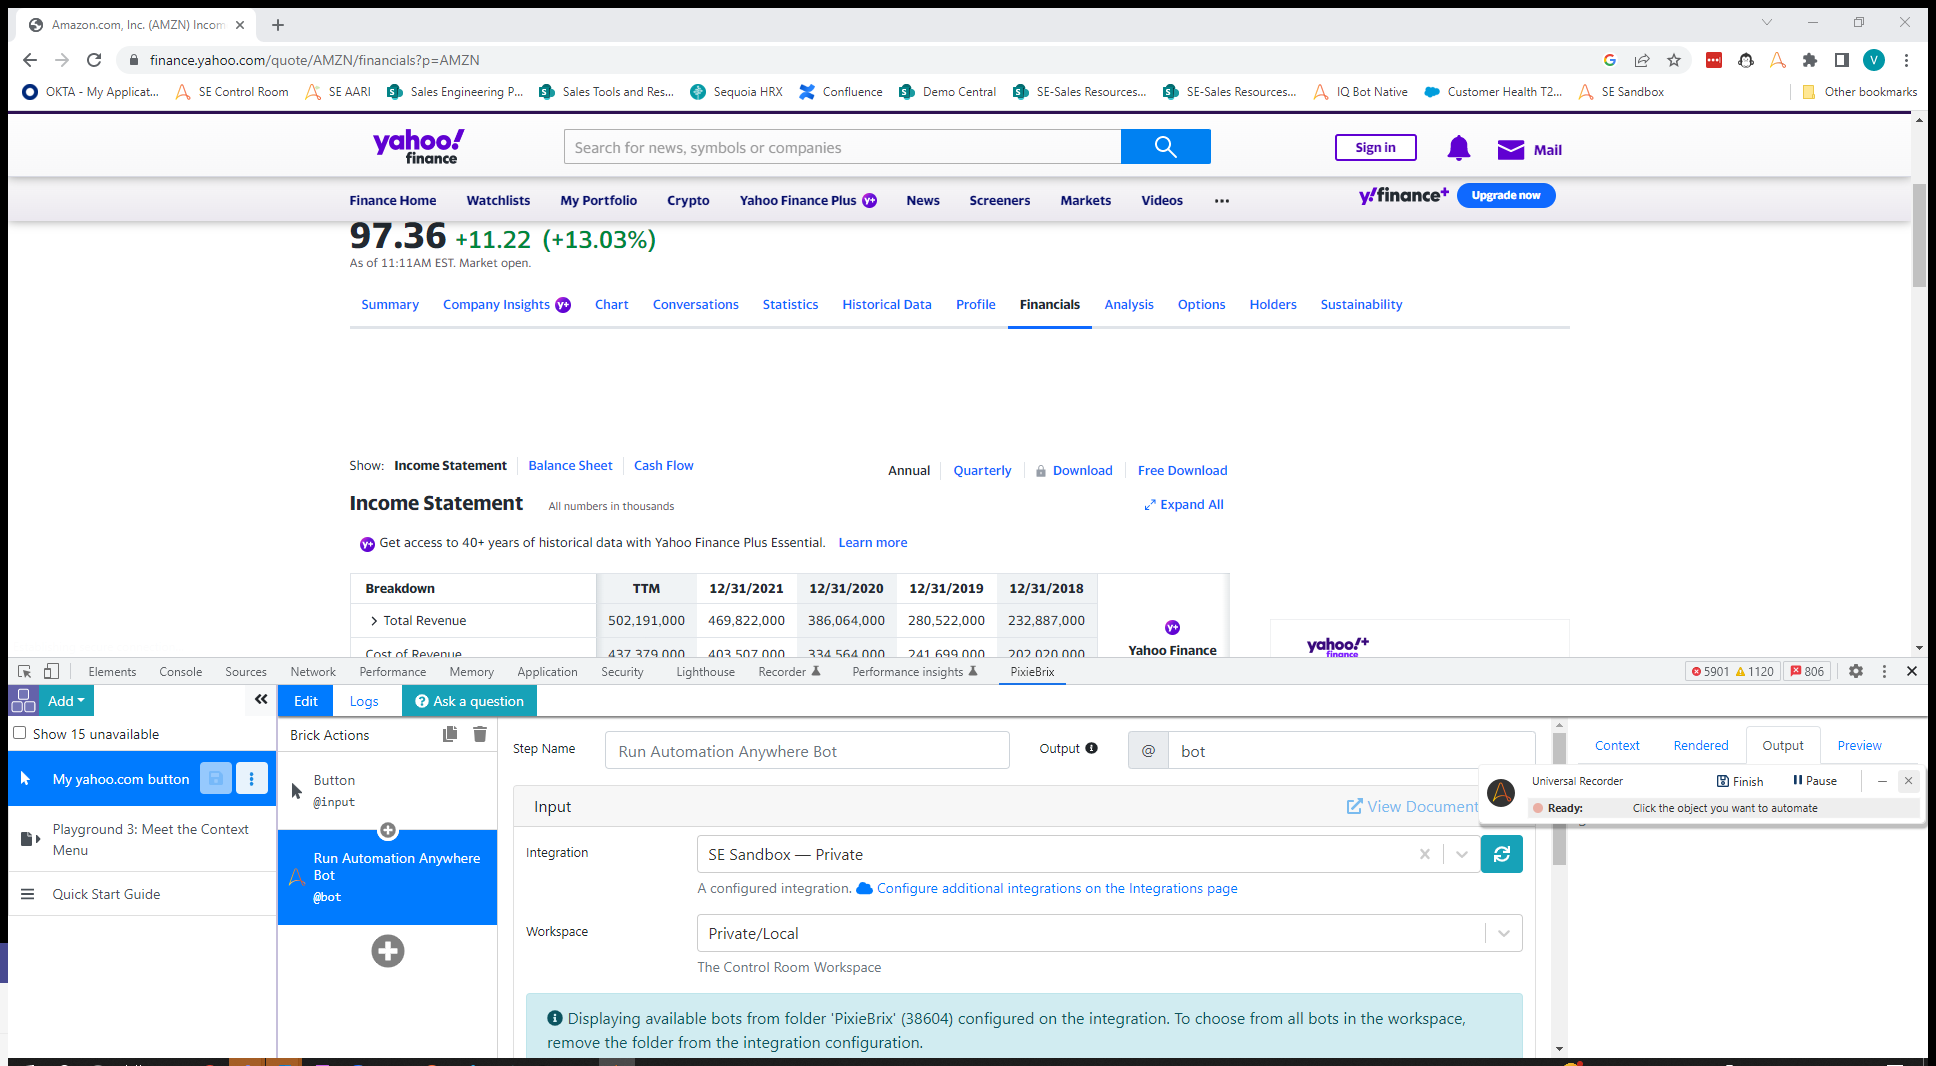 Amazon.com, Inc. (AMZN) Incom
finance.yahoo.com/quote/AMZN/financials?p=AMZN
V
OKTA - My Applicat...
SE Control Room
SE AARI
Sales Engineering P...
Sales Tools and Res...
Sequoia HRX
Confluence
Demo Central
SE-Sales Resources...
SE-Sales Resources...
IQ Bot Native
Customer Health T2...
SE Sandbox
Other bookmarks
yahoo!
finance
Search for news, symbols or companies
Sign in
Mail
Finance Home
Watchlists
My Portfolio
Crypto
Yahoo Finance Plus
News
Screeners
Markets
Videos
y!finance+
Upgrade now
97.36 +11.22 (+13.03%)
As of 11:11AM EST. Market open.
Summary
Company Insights
Chart
Conversations
Statistics
Historical Data
Profile
Financials
Analysis
Options
Holders
Sustainability
Show: Income Statement
Balance Sheet
Cash Flow
Annual
Quarterly
Download
Free Download
Income Statement
All numbers in thousands
Expand All
y+ Get access to 40+ years of historical data with Yahoo Finance Plus Essential. Learn more
Breakdown TTM 12/31/2021 12/31/2020 12/31/2019 12/31/2018
Total Revenue 502,191,000 469,822,000 386,064,000 280,522,000 232,887,000
Cost of Revenue 437,379,000 403,507,000 334,564,000 241,699,000 202,020,000
y+
Yahoo Finance
yahoo!+
finance
Elements
Console
Sources
Network
Performance
Memory
Application
Security
Lighthouse
Recorder
Performance insights
PixieBrix
5901
1120
806
Add
Edit
Logs
Ask a question
Show 15 unavailable
My yahoo.com button
Playground 3: Meet the Context
Menu
Quick Start Guide
Brick Actions
Button
@input
Run Automation Anywhere
Bot
@bot
Step Name
Run Automation Anywhere Bot
Output
@
bot
Input
View Document
Integration
SE Sandbox — Private
A configured integration. Configure additional integrations on the Integrations page
Workspace
Private/Local
The Control Room Workspace
Displaying available bots from folder 'PixieBrix' (38604) configured on the integration. To choose from all bots in the workspace,
remove the folder from the integration configuration.
Context
Rendered
Output
Preview
Universal Recorder
Finish
Pause
Ready:
Click the object you want to automate